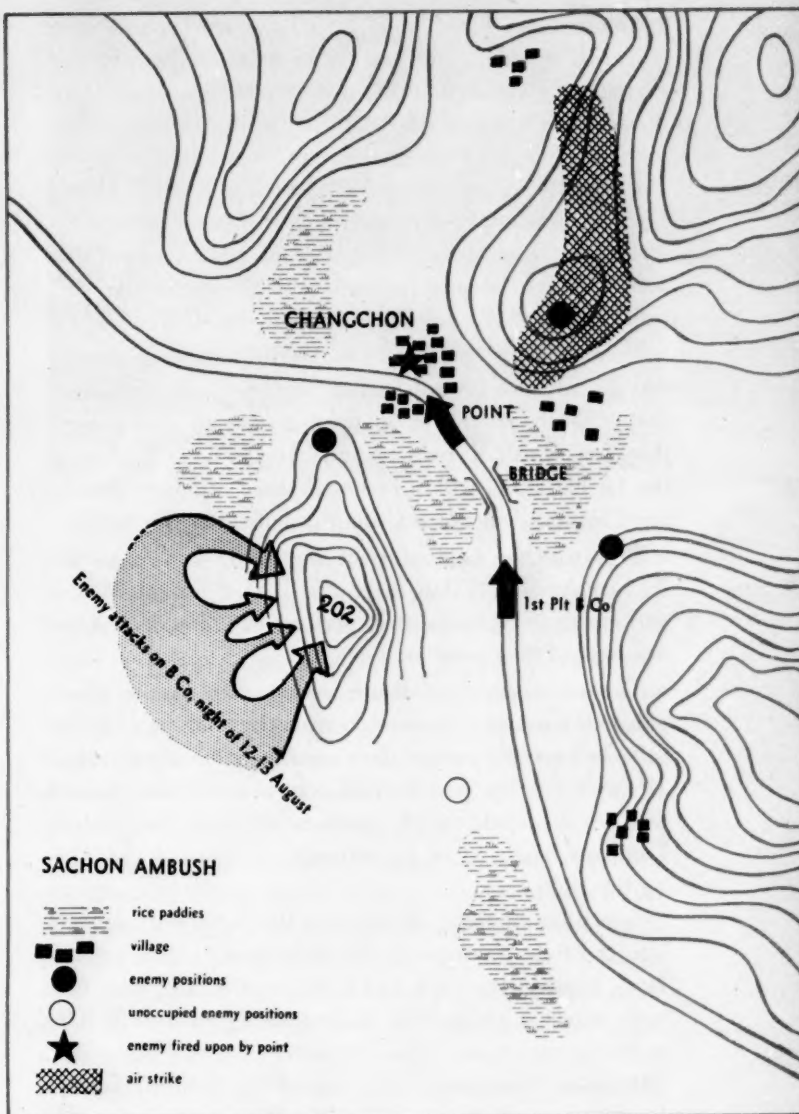 CHANGCHON
POINT
BRIDGE
1st Plt B Co
202
Enemy attacks on B Co, night of 12-13 August
SACHON AMBUSH
rice paddies
village
enemy positions
unoccupied enemy positions
enemy fired upon by point
air strike